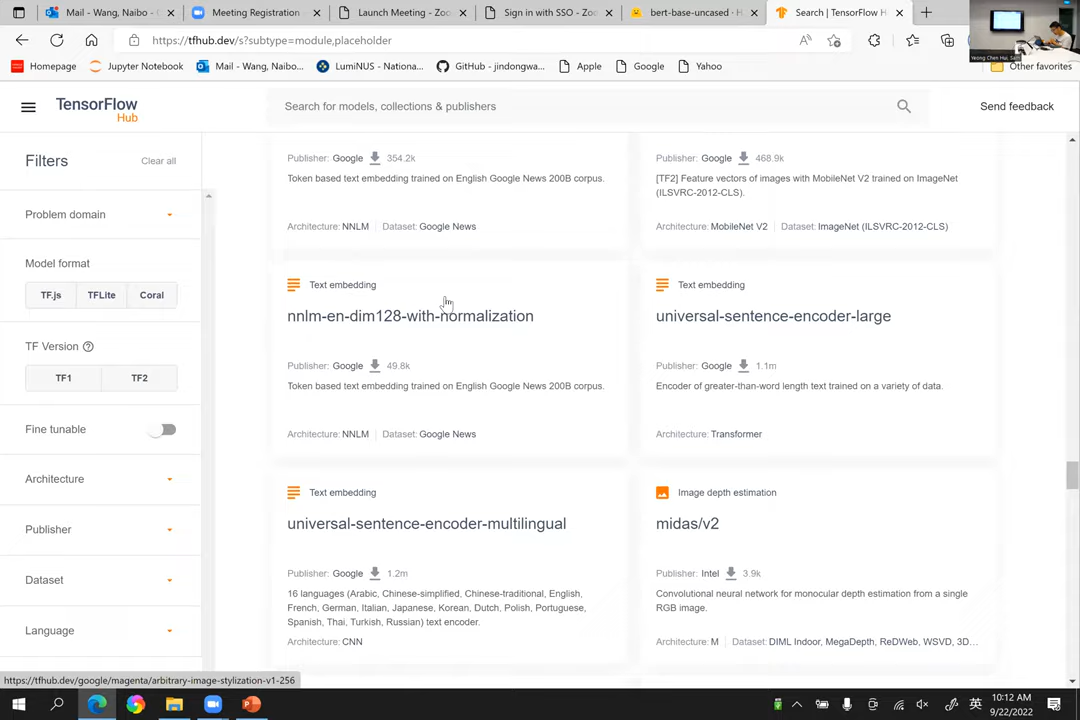 Mail - Wang, Naibo - O
Meeting Registration -
Launch Meeting - Zoo
Sign in with SSO - Zoo
bert-base-uncased · H
Search | TensorFlow H
https://tfhub.dev/s?subtype=module,placeholder
Yeong Chen Hui, Sam
Homepage
Jupyter Notebook
Mail - Wang, Naibo...
LumiNUS - Nationa...
GitHub - jindongwa...
Apple
Google
Yahoo
Other favorites
TensorFlow
Hub
Search for models, collections & publishers
Send feedback
Filters
Clear all
Problem domain
Model format
TF.js
TFLite
Coral
TF Version
TF1
TF2
Fine tunable
Architecture
Publisher
Dataset
Language
Publisher: Google 354.2k
Token based text embedding trained on English Google News 200B corpus.
Architecture: NNLM | Dataset: Google News
Publisher: Google 468.9k
[TF2] Feature vectors of images with MobileNet V2 trained on ImageNet
(ILSVRC-2012-CLS).
Architecture: MobileNet V2 | Dataset: ImageNet (ILSVRC-2012-CLS)
Text embedding
nnlm-en-dim128-with-normalization
Publisher: Google 49.8k
Token based text embedding trained on English Google News 200B corpus.
Architecture: NNLM | Dataset: Google News
Text embedding
universal-sentence-encoder-large
Publisher: Google 1.1m
Encoder of greater-than-word length text trained on a variety of data.
Architecture: Transformer
Text embedding
universal-sentence-encoder-multilingual
Publisher: Google 1.2m
16 languages (Arabic, Chinese-simplified, Chinese-traditional, English,
French, German, Italian, Japanese, Korean, Dutch, Polish, Portuguese,
Spanish, Thai, Turkish, Russian) text encoder.
Architecture: CNN
Image depth estimation
midas/v2
Publisher: Intel 3.9k
Convolutional neural network for monocular depth estimation from a single
RGB image.
Architecture: M | Dataset: DIML Indoor, MegaDepth, ReDWeb, WSVD, 3D…
https://tfhub.dev/google/magenta/arbitrary-image-stylization-v1-256
英
10:12 AM
9/22/2022